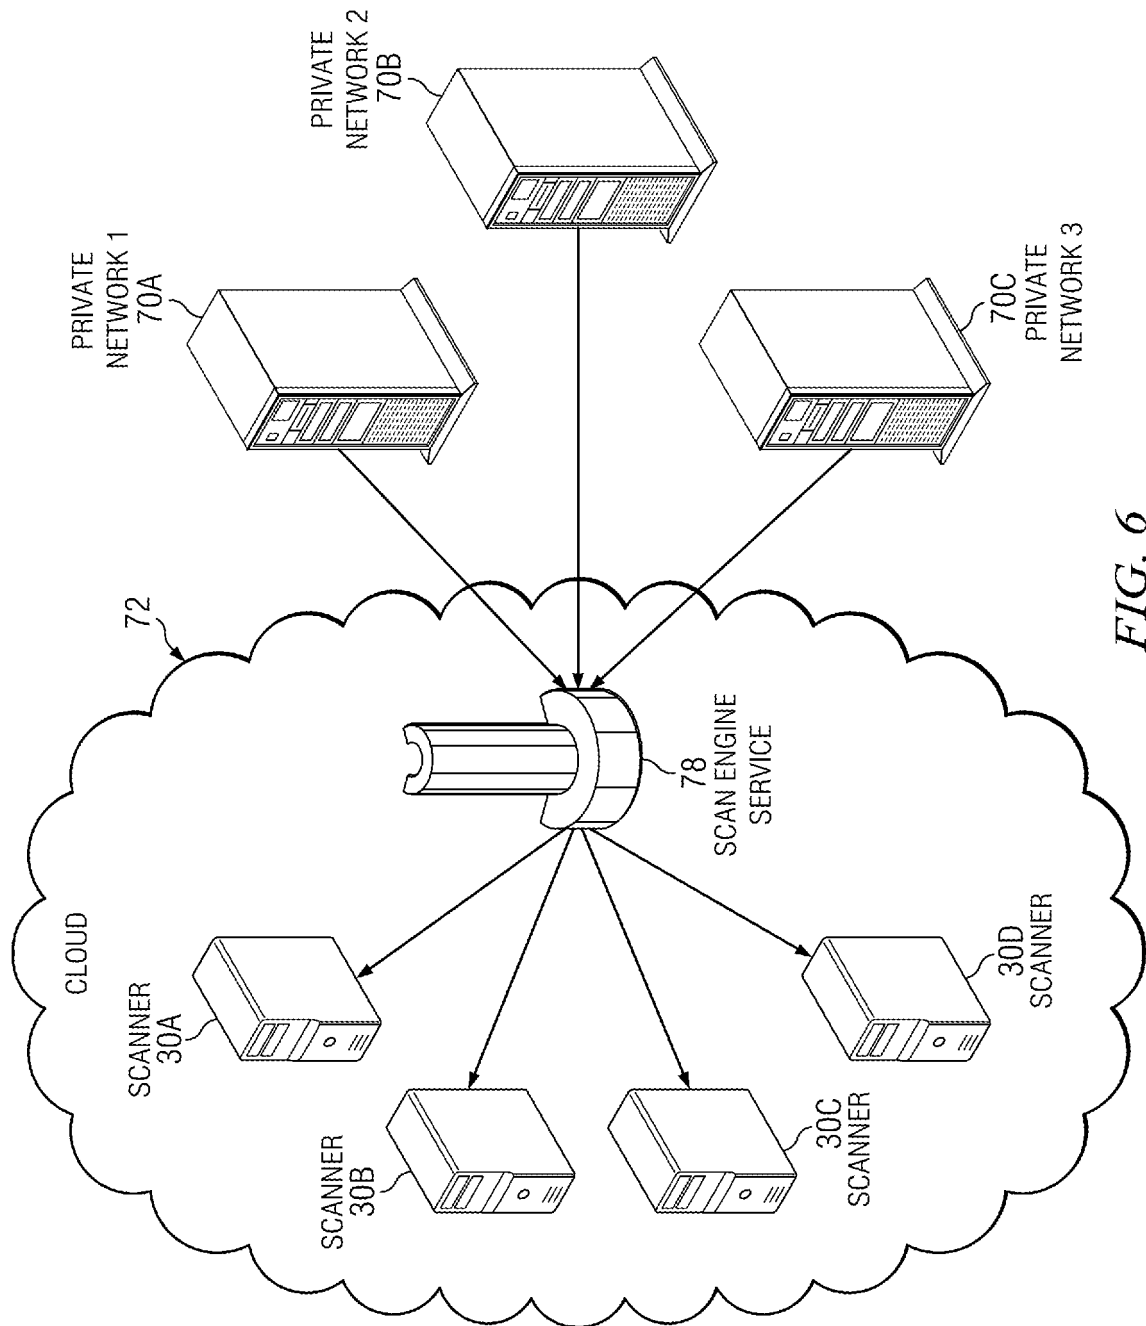 PRIVATE
NETWORK 1
70A
PRIVATE
NETWORK 2
70B
70C
PRIVATE
NETWORK 3
72
CLOUD
78
SCAN ENGINE
SERVICE
SCANNER
30A
SCANNER
30B
30C
SCANNER
30D
SCANNER
FIG. 6